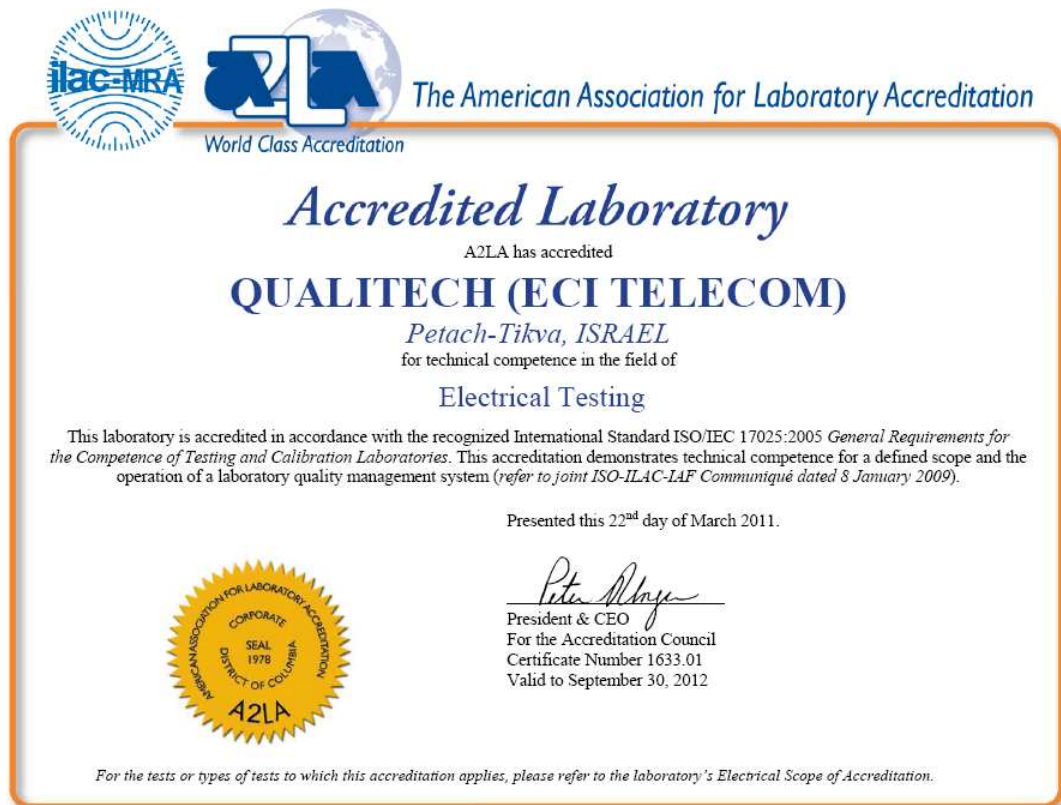 ilac-MRA
A2La
The American Association for Laboratory Accreditation
World Class Accreditation
Accredited Laboratory
A2LA has accredited
QUALITECH (ECI TELECOM)
Petach-Tikva, ISRAEL
for technical competence in the field of
Electrical Testing
This laboratory is accredited in accordance with the recognized International Standard ISO/IEC 17025:2005 General Requirements for
the Competence of Testing and Calibration Laboratories. This accreditation demonstrates technical competence for a defined scope and the
operation of a laboratory quality management system (refer to joint ISO-ILAC-IAF Communiqué dated 8 January 2009).
Presented this 22nd day of March 2011.
President & CEO
For the Accreditation Council
Certificate Number 1633.01
Valid to September 30, 2012
AMERICAN ASSOCIATION FOR LABORATORY ACCREDITATION
CORPORATE
SEAL
1978
DISTRICT OF COLUMBIA
A2LA
For the tests or types of tests to which this accreditation applies, please refer to the laboratory's Electrical Scope of Accreditation.